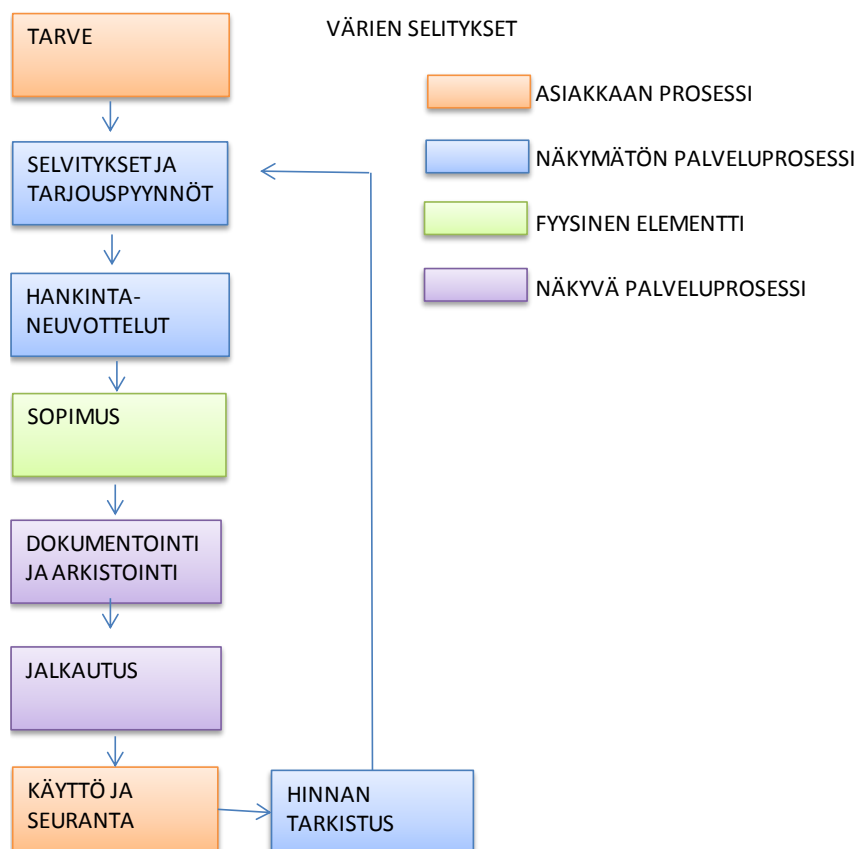 TARVE
VÄRIEN SELITYKSET
ASIAKKAAN PROSESSI
NÄKYMÄTÖN PALVELUPROSESSI
FYYSINEN ELEMENTTI
NÄKYVÄ PALVELUPROSESSI
SELVITYKSET JA
TARJOUSPYYNNÖT
HANKINTA-
NEUVOTTELUT
SOPIMUS
DOKUMENTOINTI
JA ARKISTOINTI
JALKAUTUS
KÄYTTÖ JA
SEURANTA
HINNAN
TARKISTUS